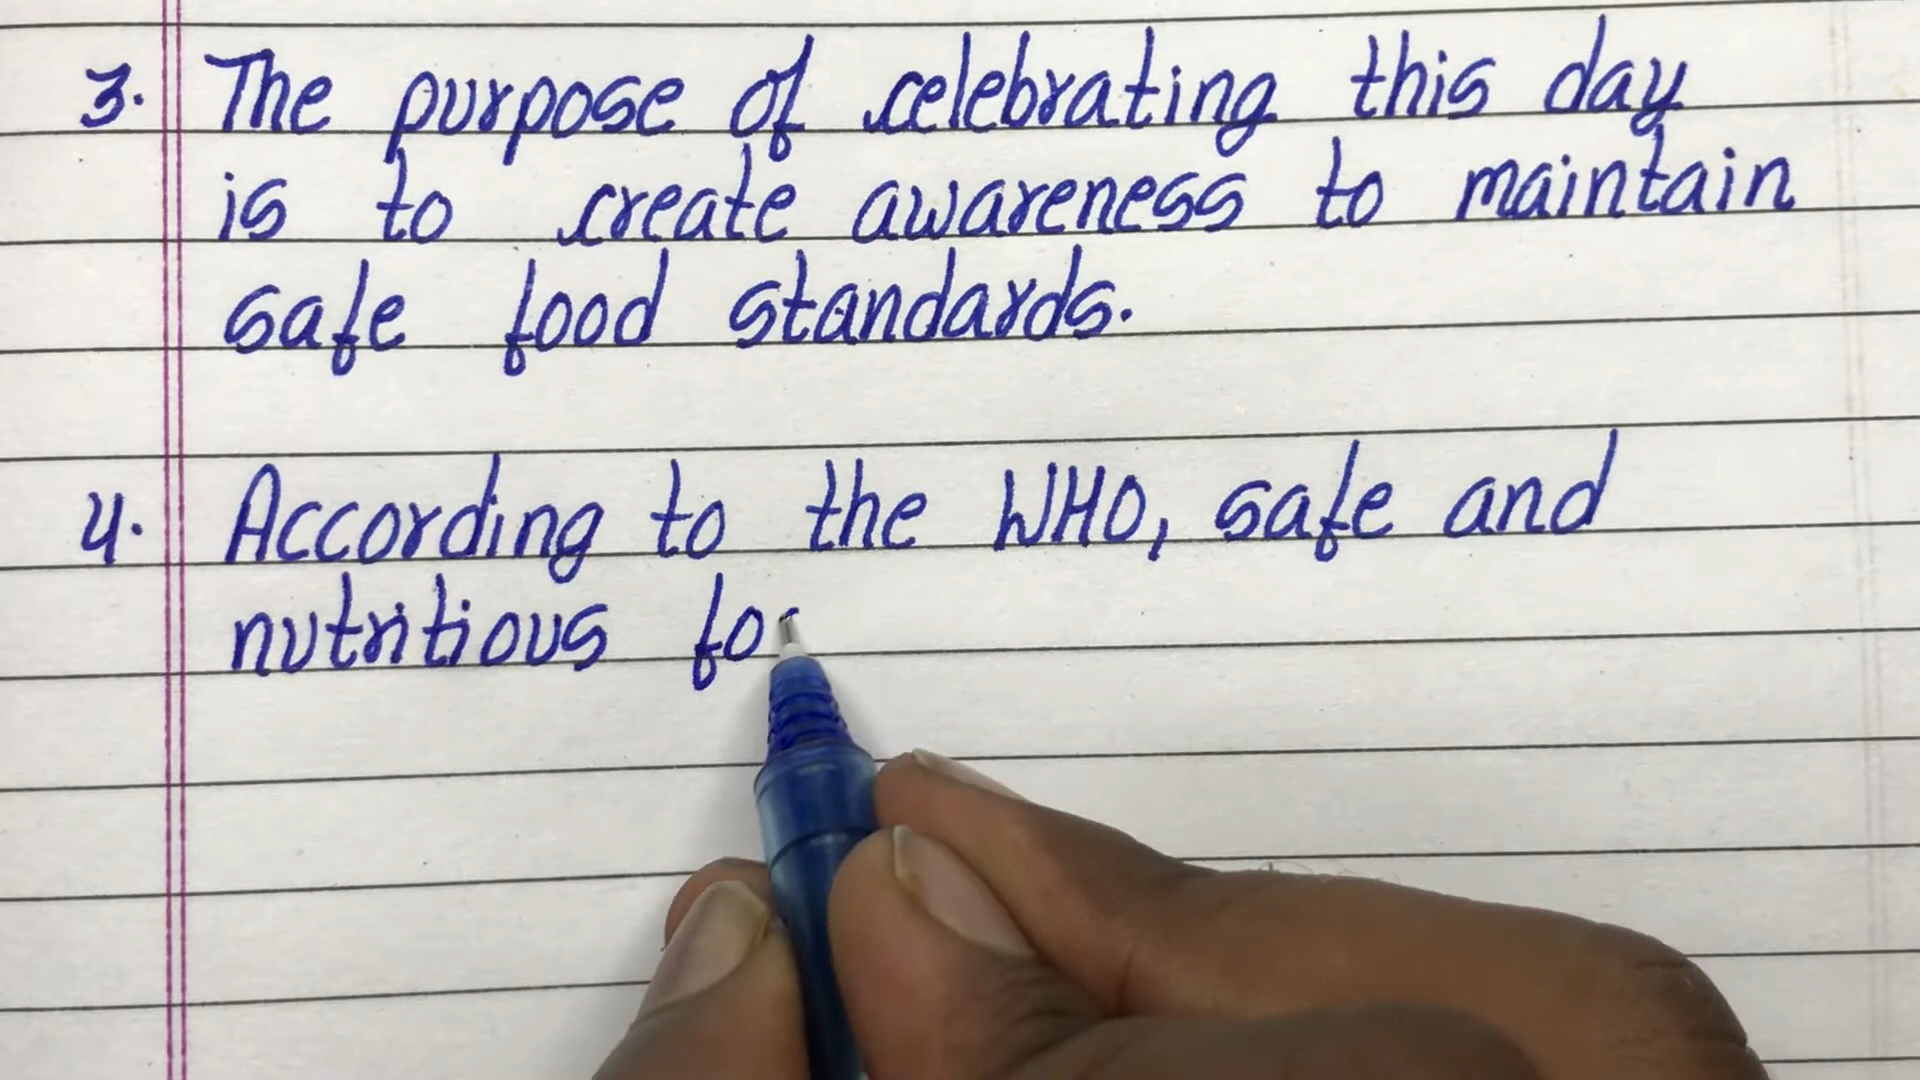 3. The purpose of celebrating this day
is to create awareness to maintain
safe food standards.
4. According to the WHO, safe and
nutritious fo